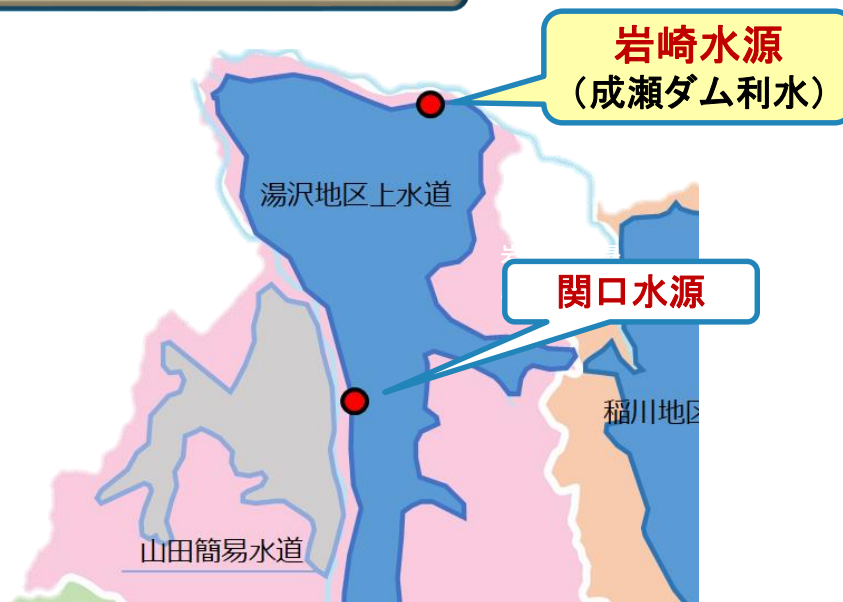 岩崎水源
（成瀬ダム利水）
湯沢地区上水道
関口水源
稲川地区
山田簡易水道